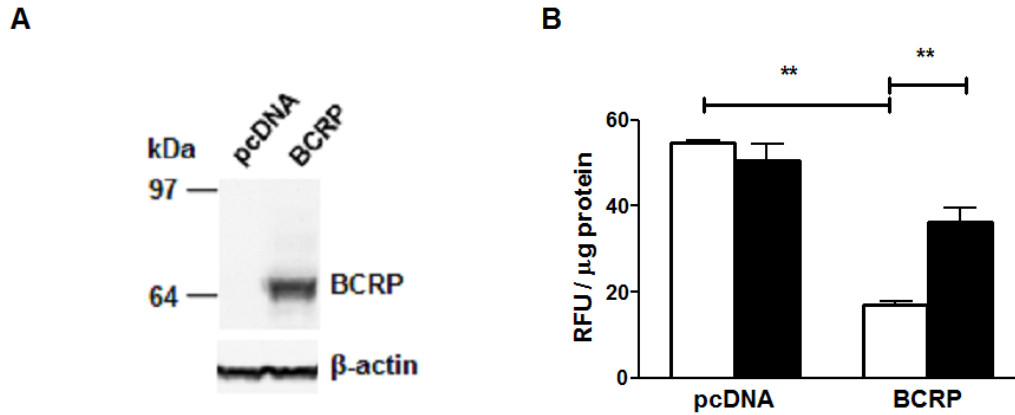 A
B
pcDNA
BCRP
kDa
97
64
BCRP
β-actin
**
**
RFU / μg protein
60
40
20
0
pcDNA
BCRP